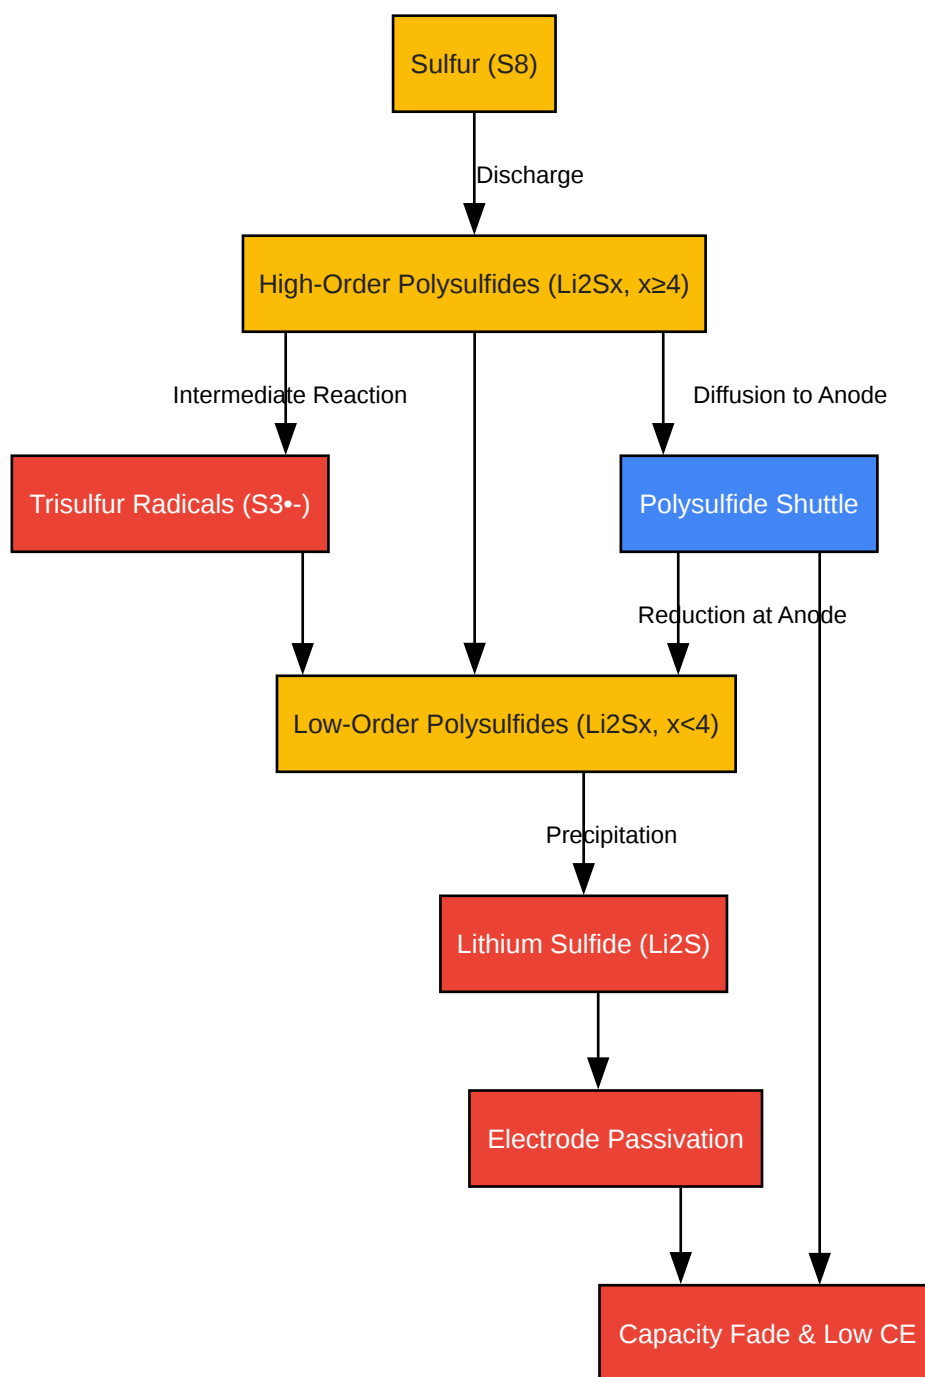 Sulfur (S8)
Discharge
High-Order Polysulfides (Li2Sx, x≥4)
Intermediate Reaction
Diffusion to Anode
Trisulfur Radicals (S3•-)
Polysulfide Shuttle
Reduction at Anode
Low-Order Polysulfides (Li2Sx, x<4)
Precipitation
Lithium Sulfide (Li2S)
Electrode Passivation
Capacity Fade & Low CE